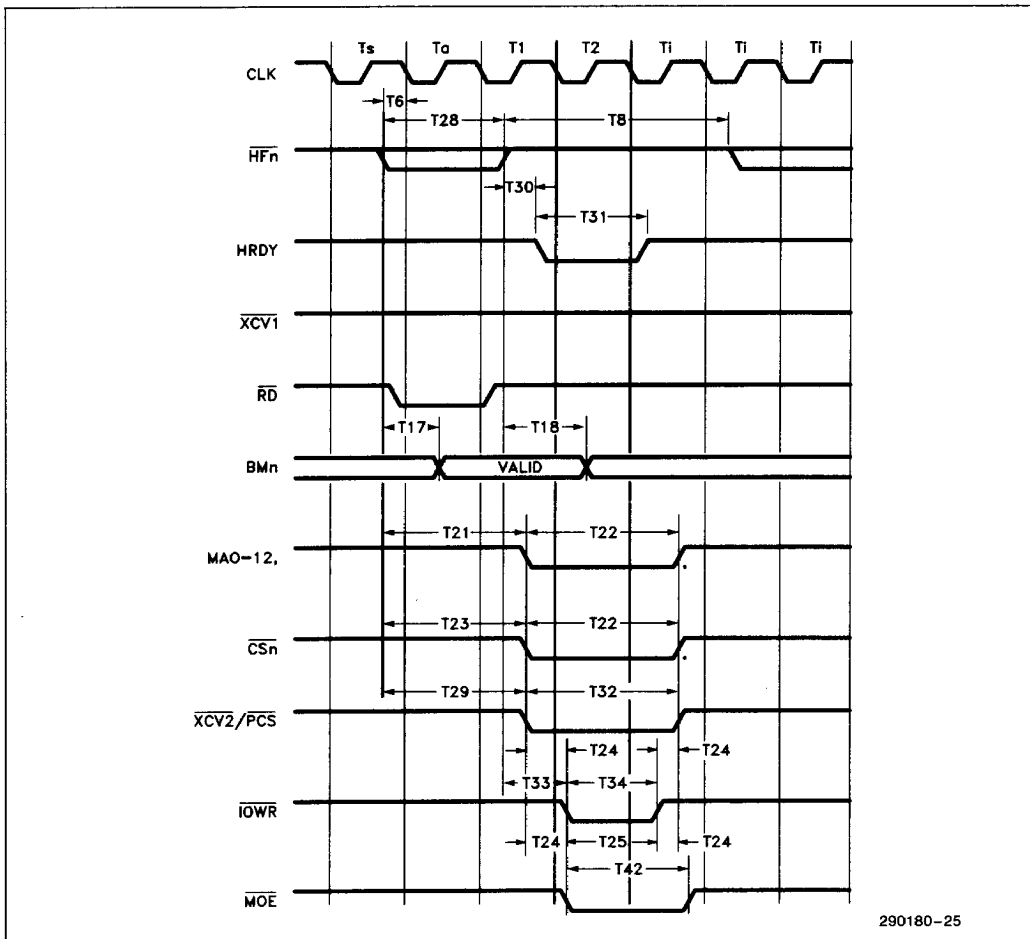 Ts Ta T1 T2 Ti Ti Ti
CLK
T6
T28 T8
HFn
T30
T31
HRDY
XCV1
RD
T17 T18
BMn VALID
T21 T22
MAO-12,
T23 T22
CSn
T29 T32
XCV2/PCS
T24 T24
T33 T34
IOWR
T24 T25 T24
T42
MOE
290180-25